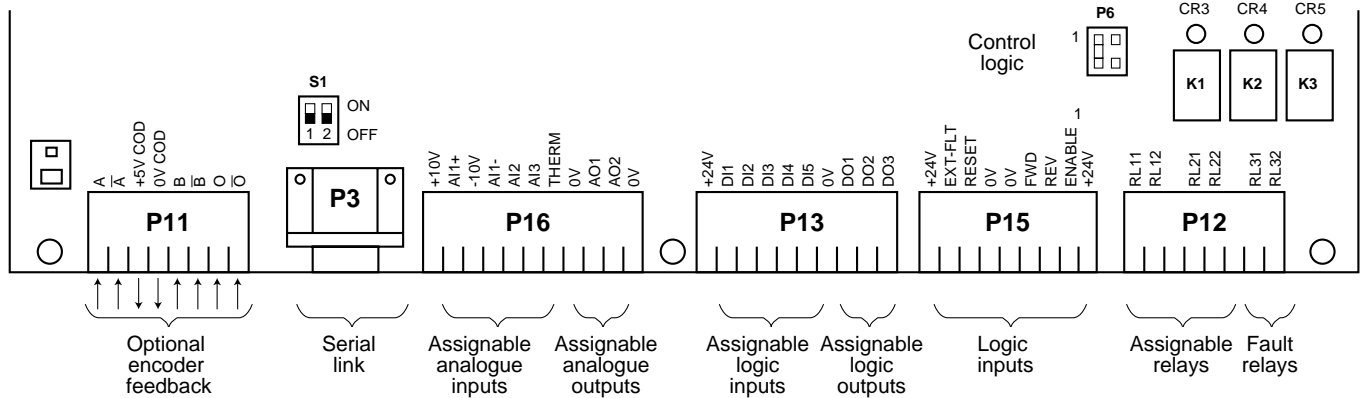 P6
CR3 CR4 CR5
Control
logic
1
K1 K2 K3
S1
ON
1 2 OFF
1
A
A̅
+5V COD
0V COD
B
B̅
O
O̅
P11
P3
+10V
AI1+
-10V
AI1-
AI2
AI3
THERM
0V
AO1
AO2
0V
P16
+24V
DI1
DI2
DI3
DI4
DI5
0V
DO1
DO2
DO3
P13
+24V
EXT-FLT
RESET
0V
0V
FWD
REV
ENABLE
+24V
P15
RL11
RL12
RL21
RL22
RL31
RL32
P12
Optional
encoder
feedback
Serial
link
Assignable
analogue
inputs
Assignable
analogue
outputs
Assignable
logic
inputs
Assignable
logic
outputs
Logic
inputs
Assignable
relays
Fault
relays